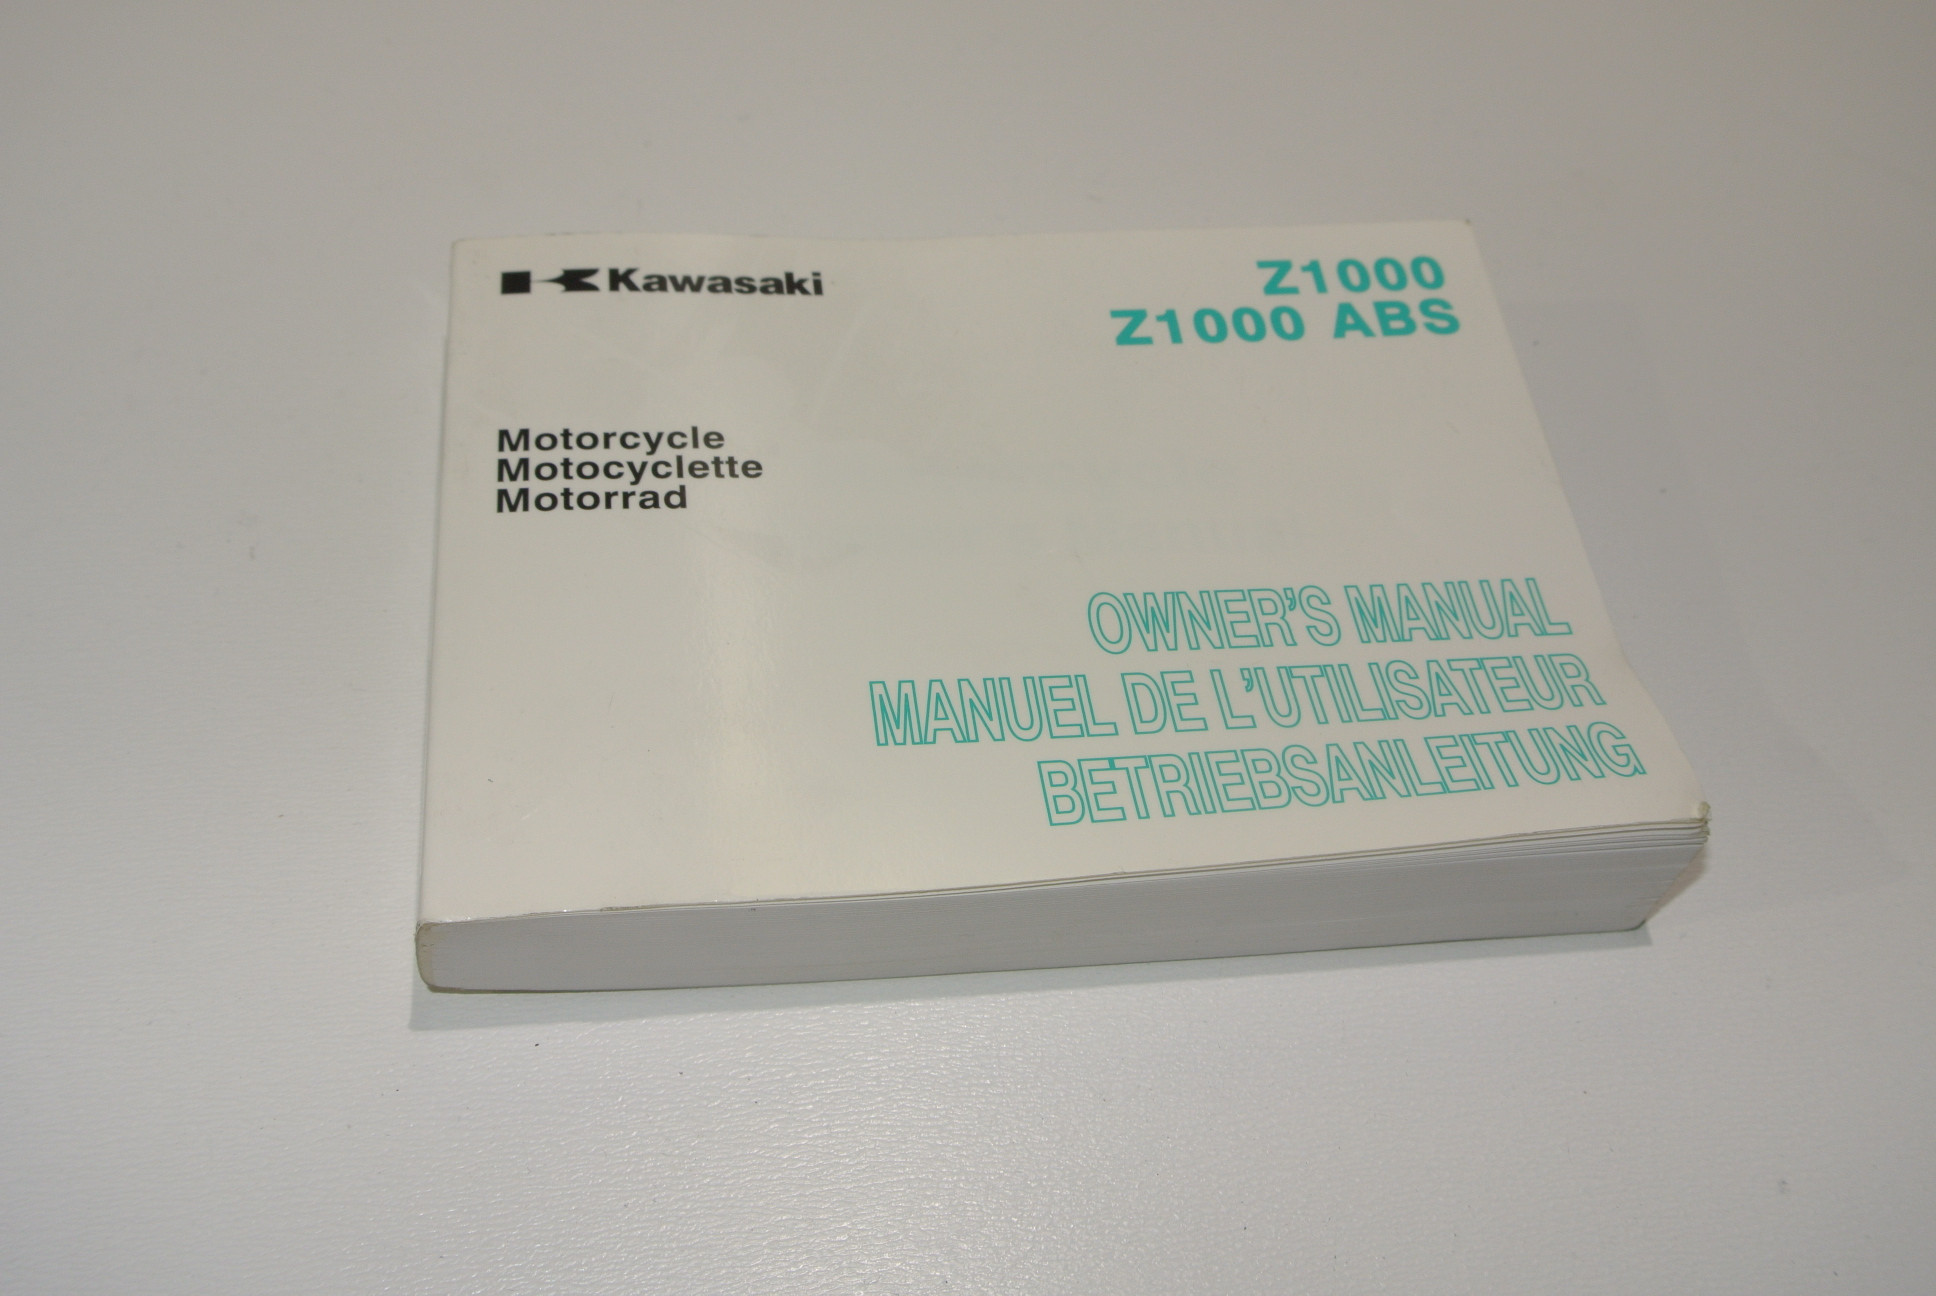 Kawasaki
Z1000
Z1000 ABS
Motorcycle
Motocyclette
Motorrad
OWNER'S MANUAL
MANUEL DE L'UTILISATEUR
BETRIEBSANLEITUNG